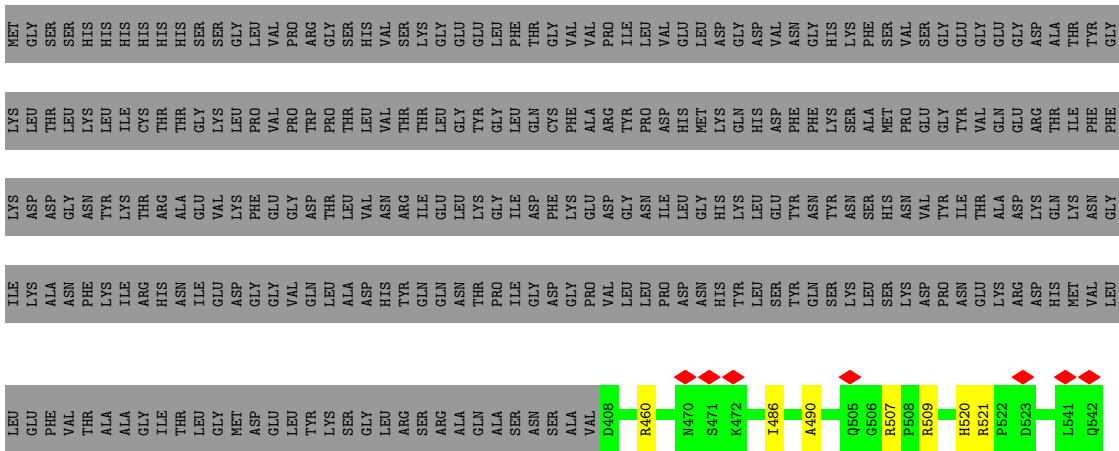 MET GLY SER SER HIS HIS HIS HIS HIS HIS SER SER GLY LEU VAL PRO ARG GLY SER HIS VAL SER LYS GLY GLU GLU LEU PHE THR GLY VAL VAL PRO ILE LEU VAL GLU LEU ASP GLY ASP VAL ASN GLY HIS LYS PHE SER VAL SER GLY GLU GLY GLU GLY ASP ALA THR TYR GLY
LYS LEU THR LEU LYS LEU ILE CYS THR THR GLY LYS LEU PRO VAL PRO TRP PRO THR LEU VAL THR THR LEU GLY TYR GLY LEU GLN CYS PHE ALA ARG TYR PRO ASP HIS MET LYS GLN HIS ASP PHE PHE LYS SER ALA MET PRO GLU GLY TYR VAL GLN GLU ARG THR ILE PHE PHE
LYS ASP ASP GLY ASN TYR LYS THR ARG ALA GLU VAL LYS PHE GLU GLY ASP THR LEU VAL ASN ARG ILE GLU LEU LYS GLY ILE ASP PHE LYS GLU ASP GLY ASN ILE LEU GLY HIS LYS LEU GLU TYR ASN TYR ASN SER HIS ASN VAL TYR ILE THR ALA ASP LYS GLN LYS ASN GLY
ILE LYS ALA ASN PHE LYS ILE ARG HIS ASN ILE GLU ASP GLY GLY VAL GLN LEU ALA ASP HIS TYR GLN GLN ASN THR PRO ILE GLY ASP GLY PRO VAL LEU LEU PRO ASP ASN HIS TYR LEU SER TYR GLN SER LYS LEU SER LYS ASP PRO ASN GLU LYS ARG ASP HIS MET VAL LEU
LEU GLU PHE VAL THR ALA ALA GLY ILE THR LEU GLY MET ASP GLU LEU TYR LYS SER GLY LEU ARG SER ARG ALA GLN ALA SER ASN SER ALA VAL D408 R460 N470 S471 K472 I486 A490 Q505 G506 R507 P508 R509 H520 R521 P522 D523 L541 Q542